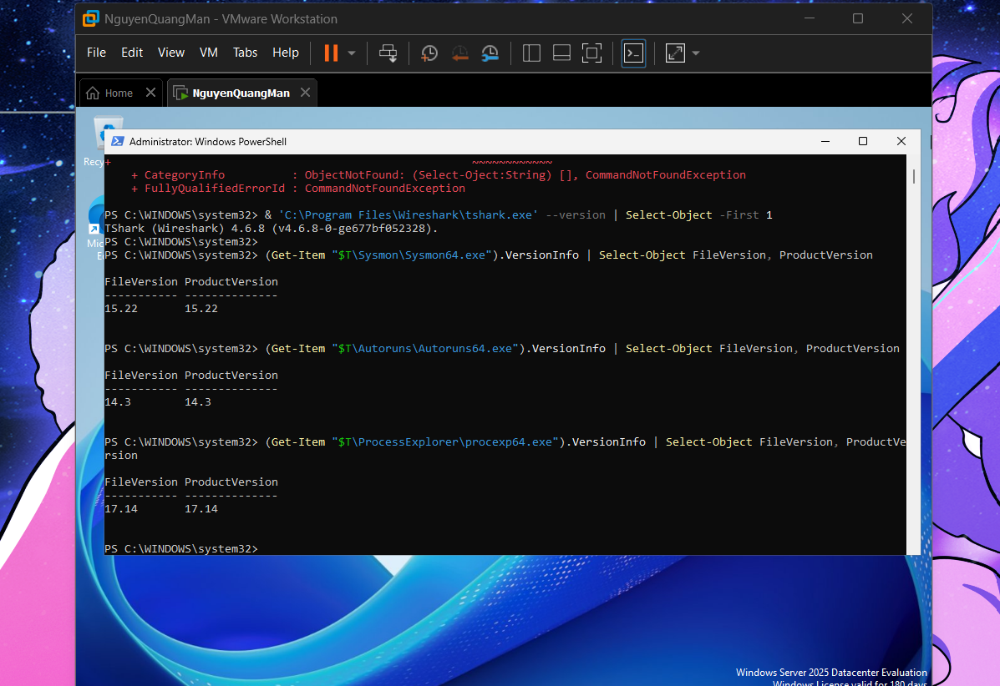 NguyenQuangMan - VMware Workstation
File Edit View VM Tabs Help
Home
NguyenQuangMan
Recy
Mic
E
Administrator: Windows PowerShell
+ ~~~~~~~~~~~~
+ CategoryInfo : ObjectNotFound: (Select-Oject:String) [], CommandNotFoundException
+ FullyQualifiedErrorId : CommandNotFoundException
PS C:\WINDOWS\system32> & 'C:\Program Files\Wireshark\tshark.exe' --version | Select-Object -First 1
TShark (Wireshark) 4.6.8 (v4.6.8-0-ge677bf052328).
PS C:\WINDOWS\system32>
PS C:\WINDOWS\system32> (Get-Item "$T\Sysmon\Sysmon64.exe").VersionInfo | Select-Object FileVersion, ProductVersion
FileVersion ProductVersion
----------- --------------
15.22 15.22
PS C:\WINDOWS\system32> (Get-Item "$T\Autoruns\Autoruns64.exe").VersionInfo | Select-Object FileVersion, ProductVersion
FileVersion ProductVersion
----------- --------------
14.3 14.3
PS C:\WINDOWS\system32> (Get-Item "$T\ProcessExplorer\procexp64.exe").VersionInfo | Select-Object FileVersion, ProductVe
rsion
FileVersion ProductVersion
----------- --------------
17.14 17.14
PS C:\WINDOWS\system32>
Windows Server 2025 Datacenter Evaluation
Windows License valid for 180 days